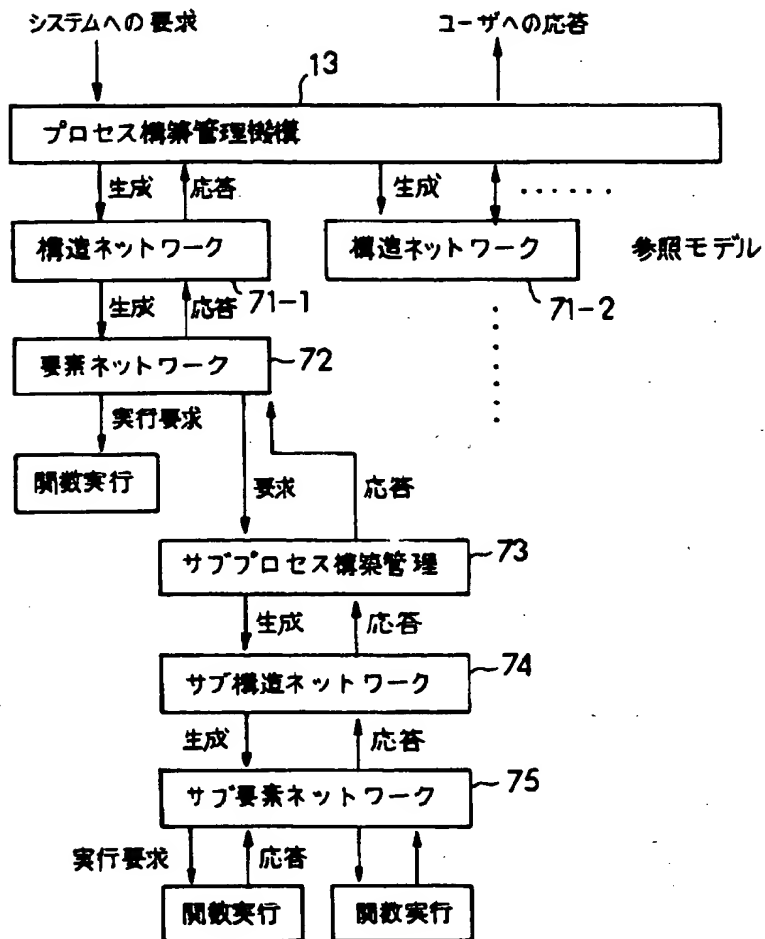 システムへの要求
ユーザへの応答
13
プロセス構築管理機構
生成
応答
生成
‥‥‥
構造ネットワーク
構造ネットワーク
参照モデル
71-1
71-2
生成
応答
要素ネットワーク
72
実行要求
関数実行
要求
応答
サブプロセス構築管理
73
生成
応答
サブ構造ネットワーク
74
生成
応答
サブ要素ネットワーク
75
実行要求
応答
関数実行
関数実行